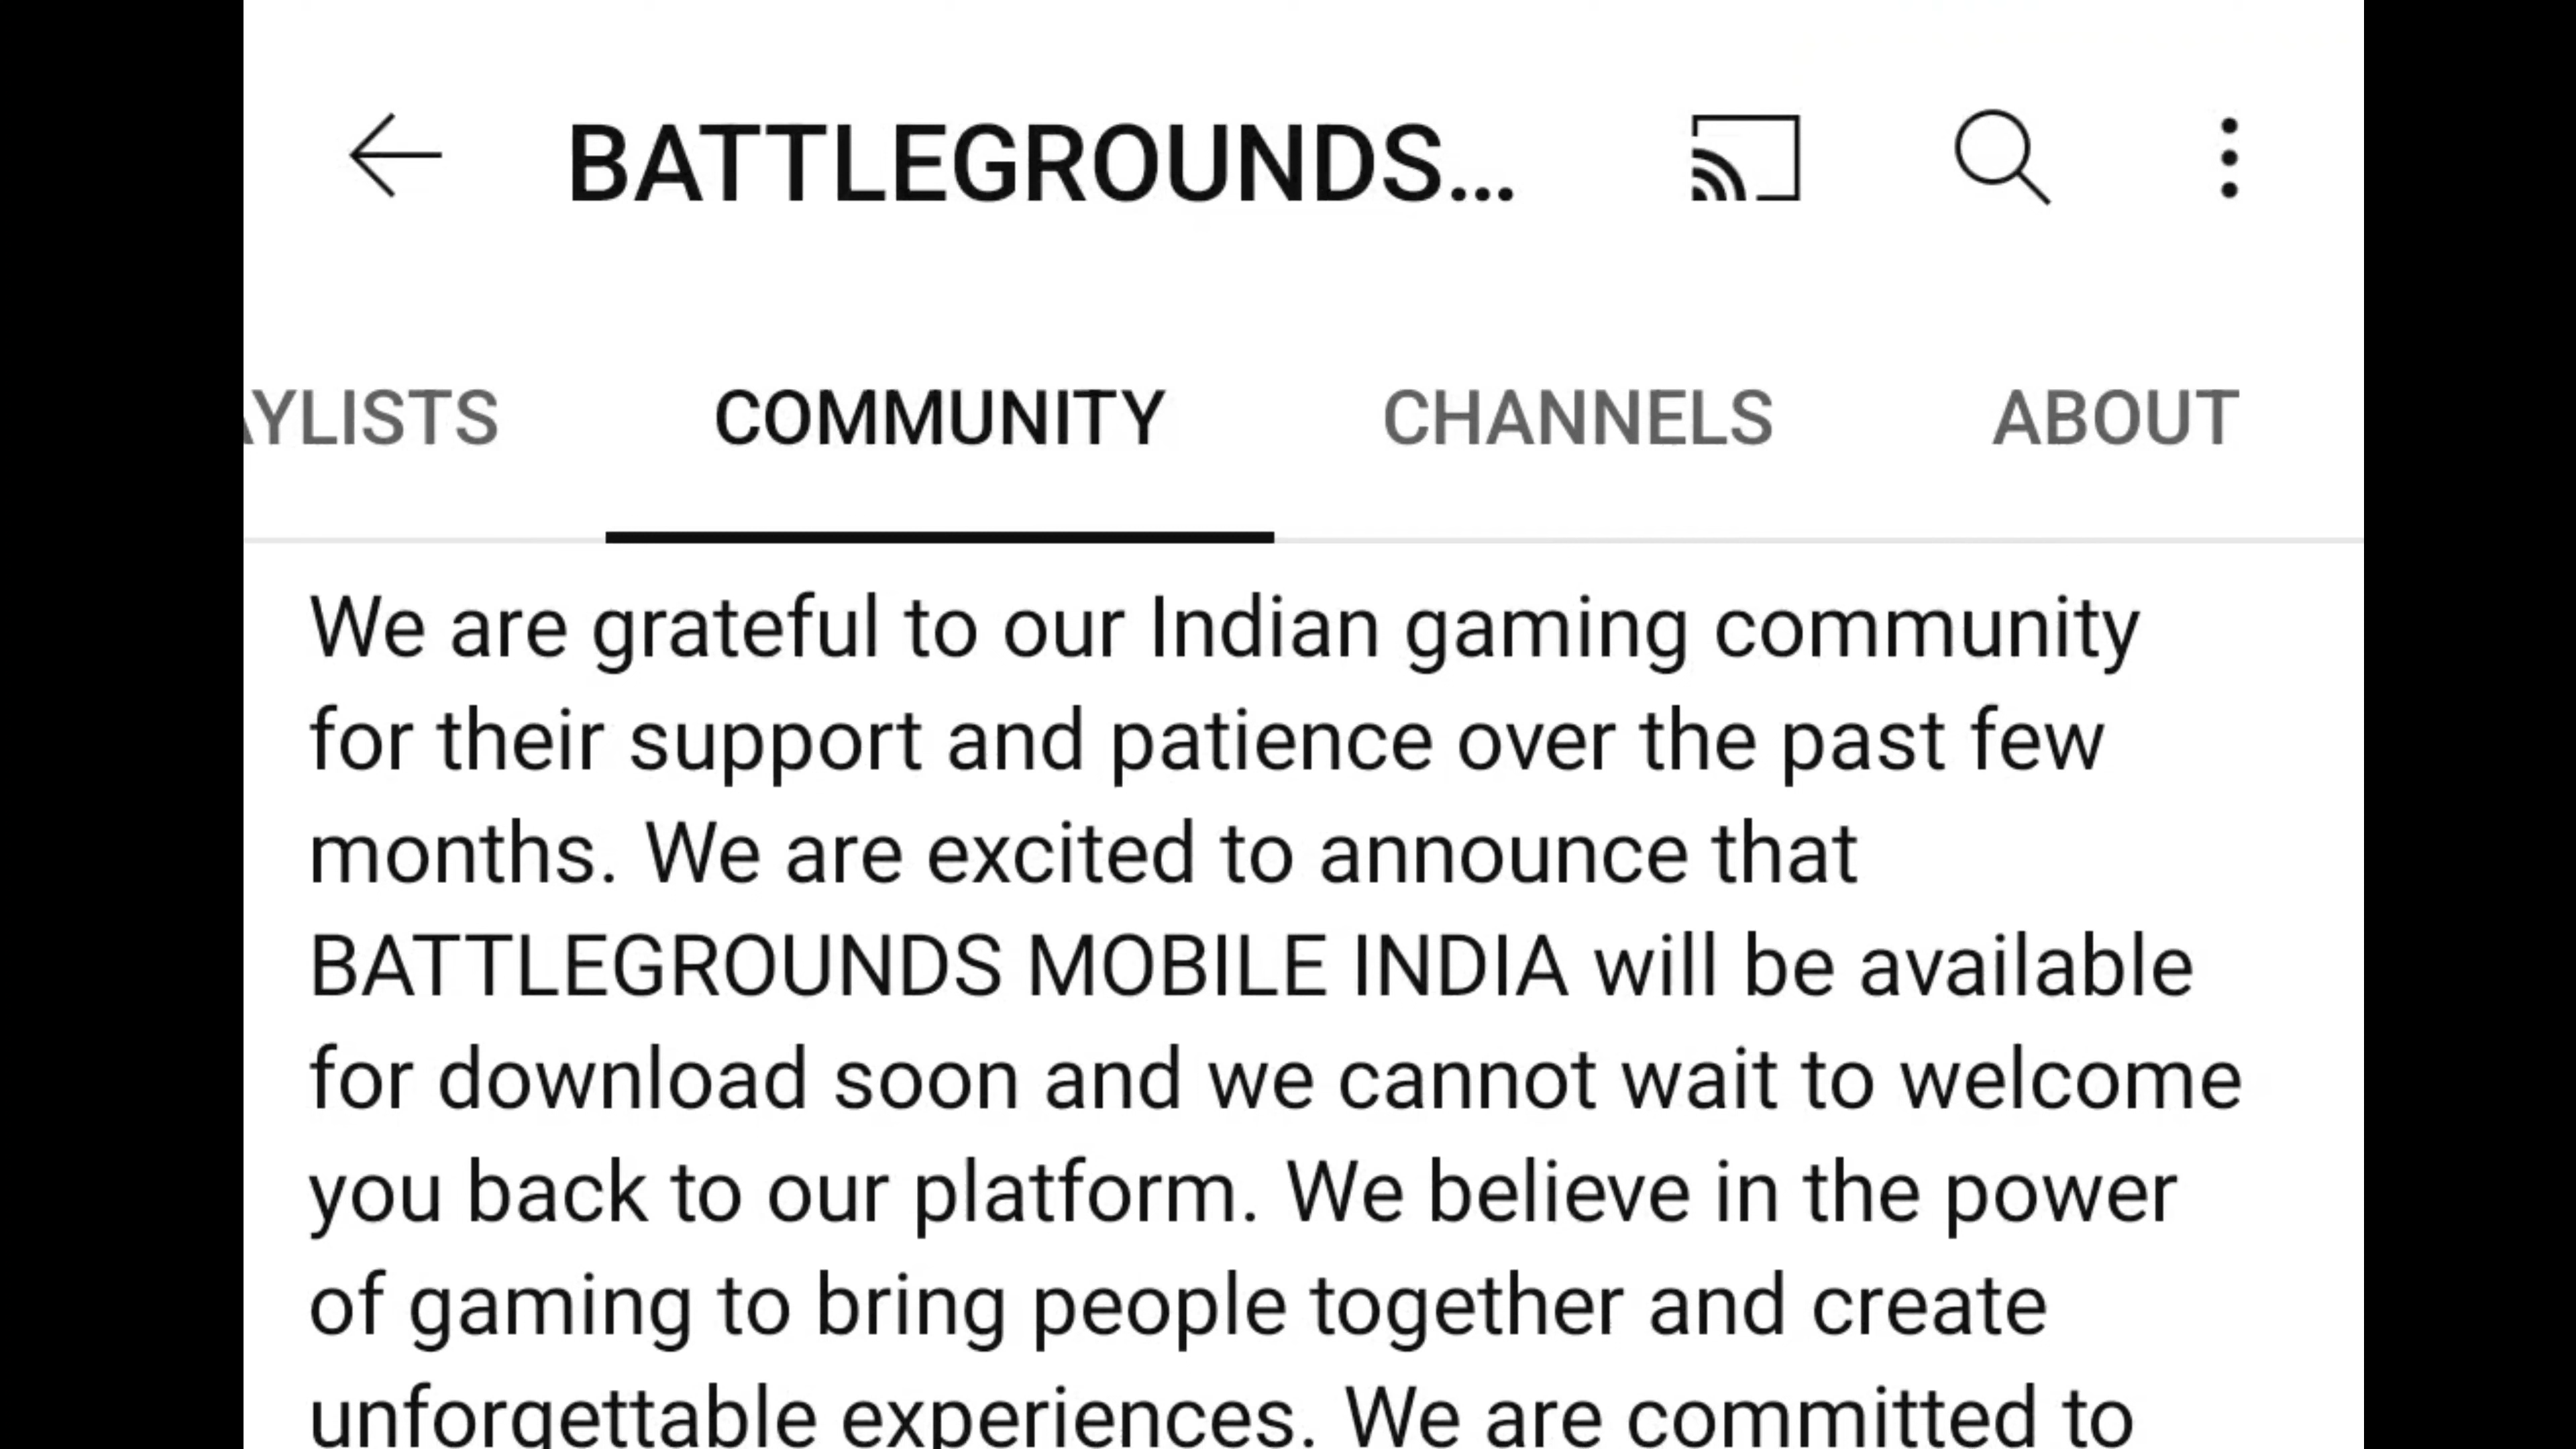 BATTLEGROUNDS...
AYLISTS COMMUNITY CHANNELS ABOUT
We are grateful to our Indian gaming community
for their support and patience over the past few
months. We are excited to announce that
BATTLEGROUNDS MOBILE INDIA will be available
for download soon and we cannot wait to welcome
you back to our platform. We believe in the power
of gaming to bring people together and create
unforgettable experiences. We are committed to